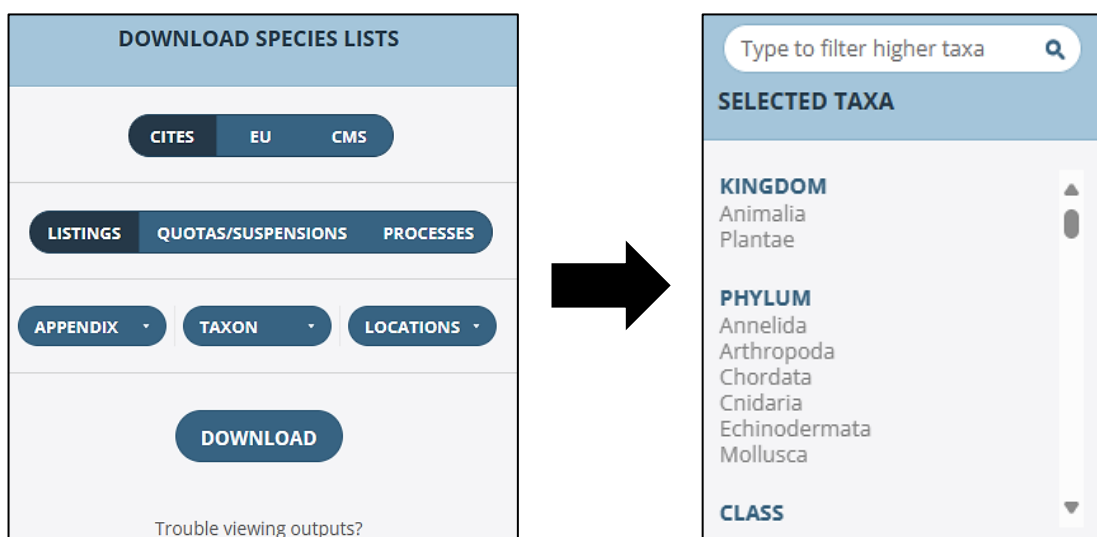 DOWNLOAD SPECIES LISTS
CITES EU CMS
LISTINGS QUOTAS/SUSPENSIONS PROCESSES
APPENDIX TAXON LOCATIONS
DOWNLOAD
Trouble viewing outputs?
Type to filter higher taxa
SELECTED TAXA
KINGDOM
Animalia
Plantae
PHYLUM
Annelida
Arthropoda
Chordata
Cnidaria
Echinodermata
Mollusca
CLASS